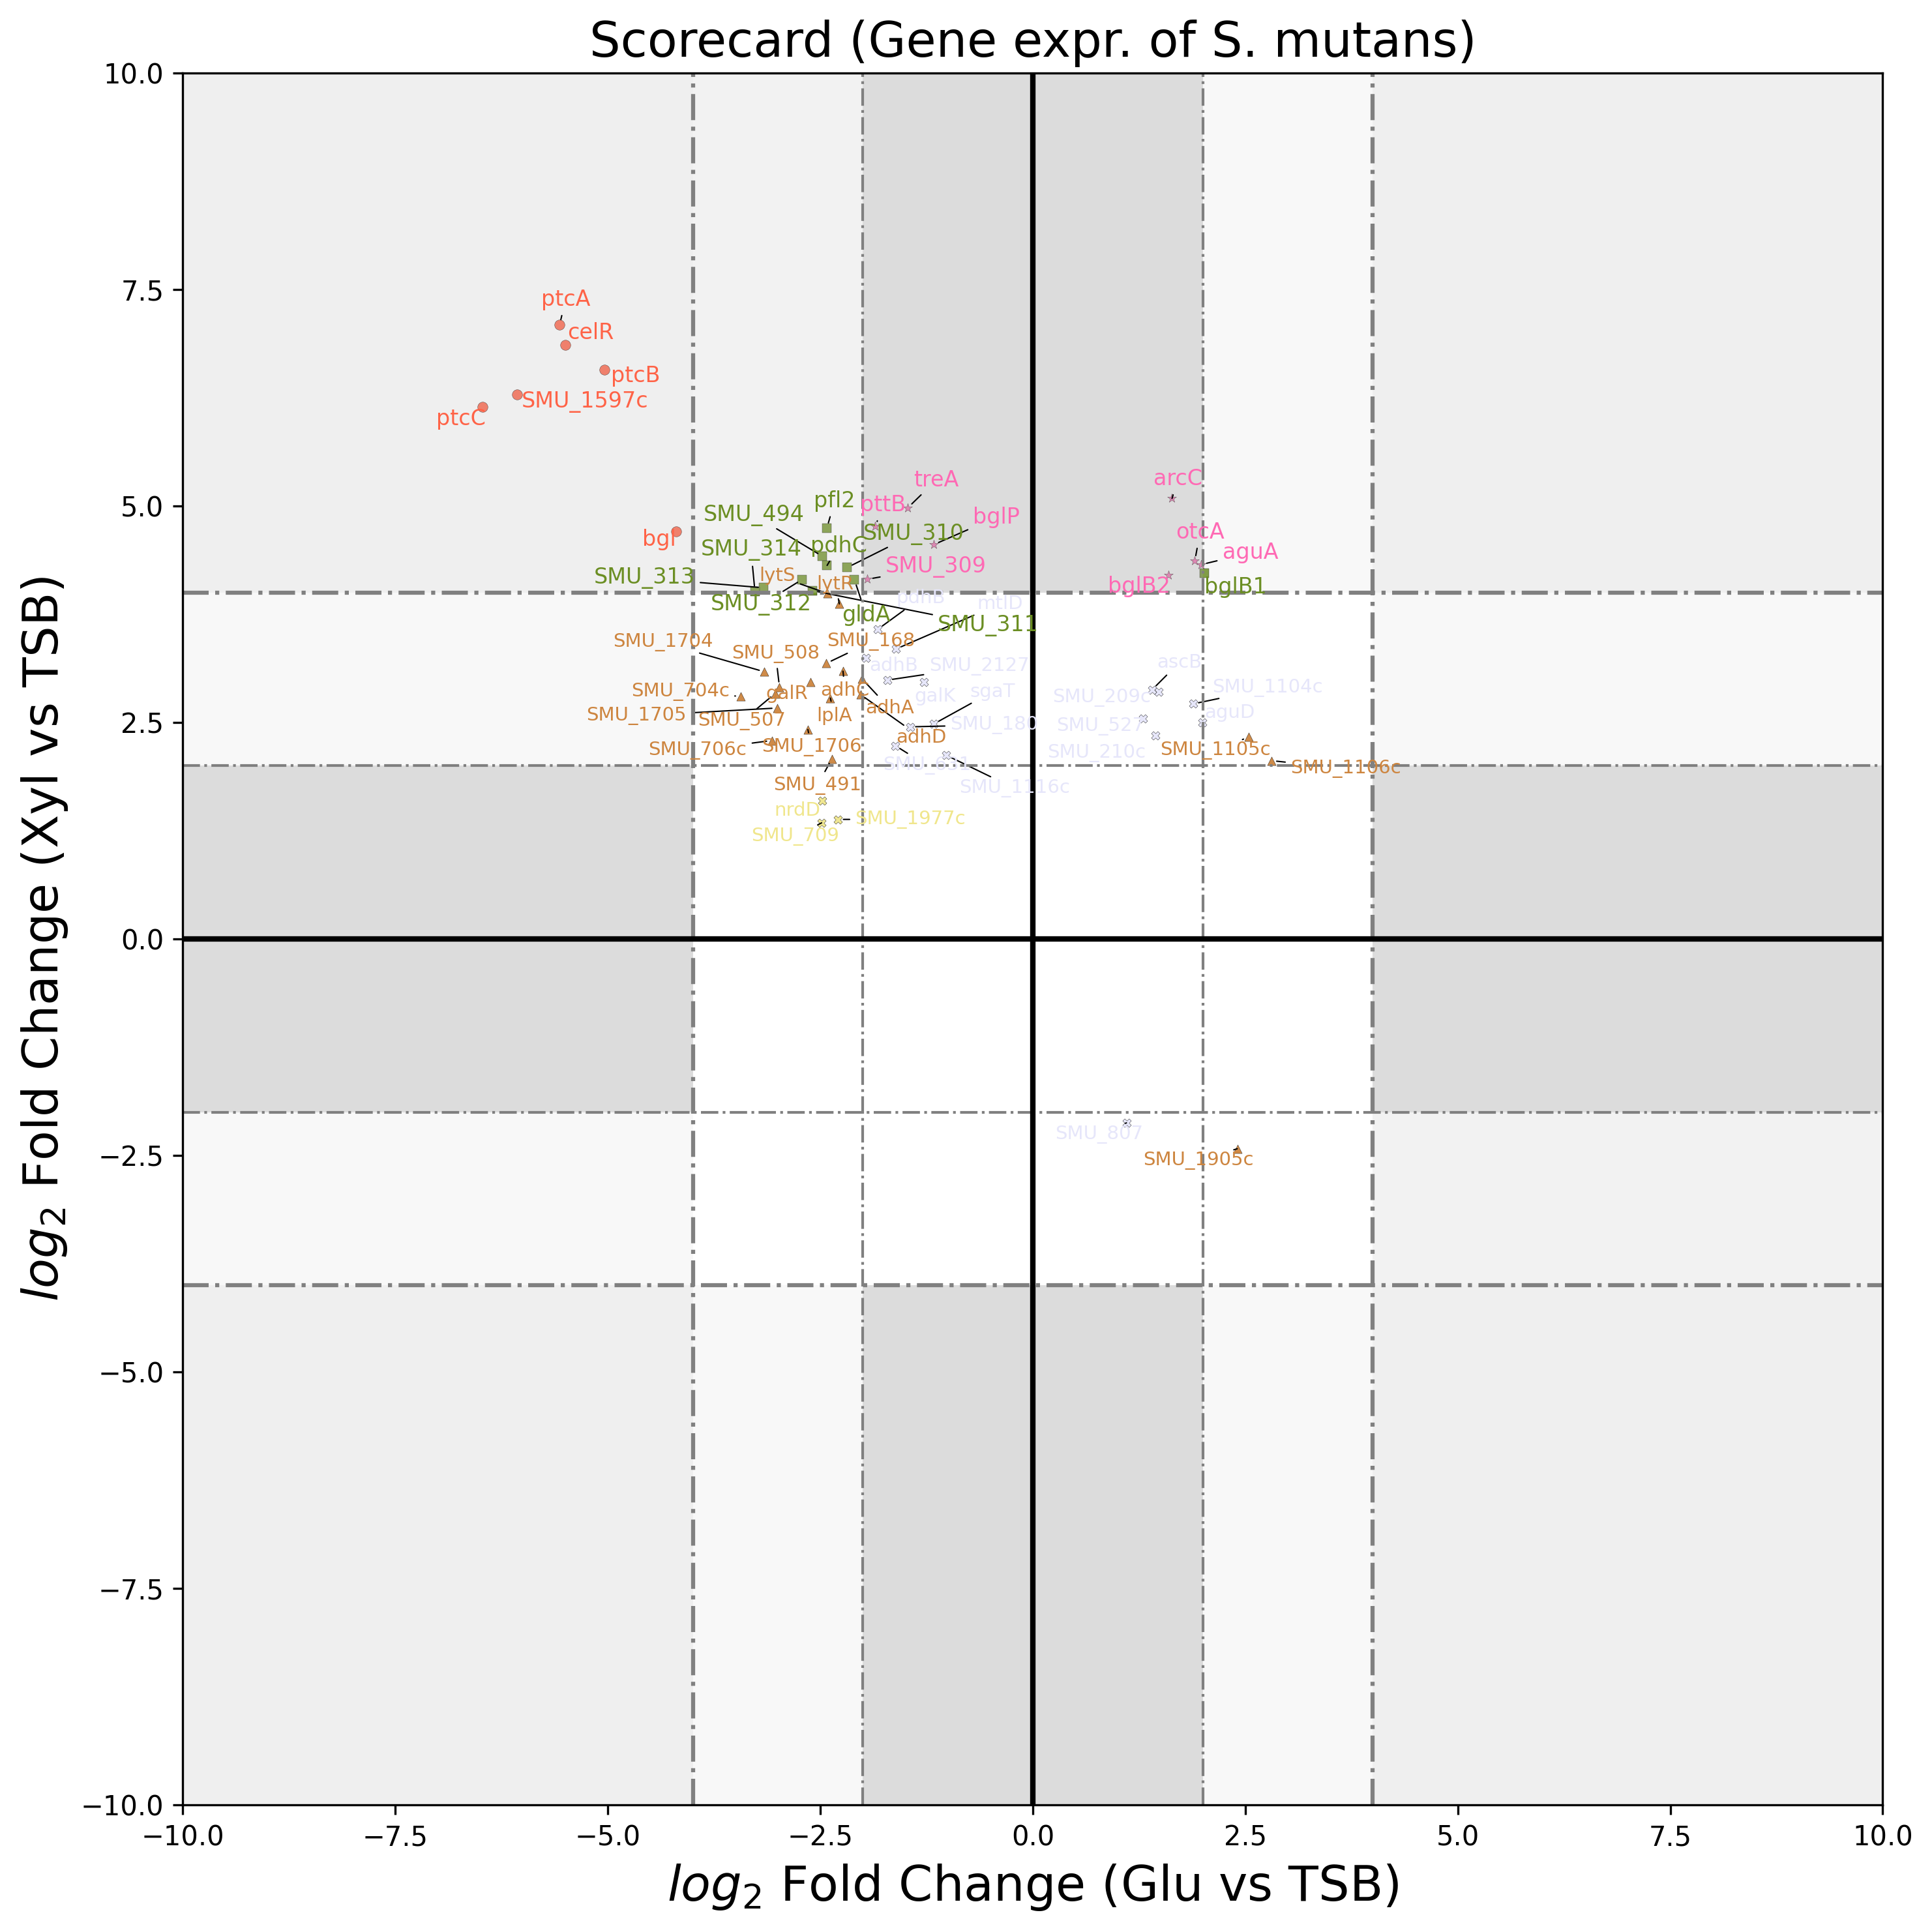 Scorecard (Gene expr. of S. mutans)
10.0
7.5
ptcA
celR
ptcB
SMU_1597c
ptcC
5.0
treA
arcC
pfl2
pttB
SMU_494
bglP
SMU_310
otcA
SMU_314
pdhC
aguA
SMU_309
SMU_313
lytS
lytR
bglB2
bglB1
SMU_312
gldA
mtlD
SMU_311
SMU_1704
SMU_508
SMU_168
adhB
SMU_2127
ascB
SMU_704c
galR
adhC
galK
sgaT
SMU_209c
SMU_1104c
2.5
SMU_1705
SMU_507
lplA
adhA
SMU_180
SMU_527
aguD
SMU_706c
SMU_1706
adhD
SMU_210c
SMU_1105c
SMU_1106c
SMU_491
SMU_1116c
nrdD
SMU_1977c
SMU_709
0.0
SMU_807
−2.5
SMU_1905c
−5.0
−7.5
−10.0
−10.0 −7.5 −5.0 −2.5 0.0 2.5 5.0 7.5 10.0
log2 Fold Change (Glu vs TSB)
log2 Fold Change (Xyl vs TSB)